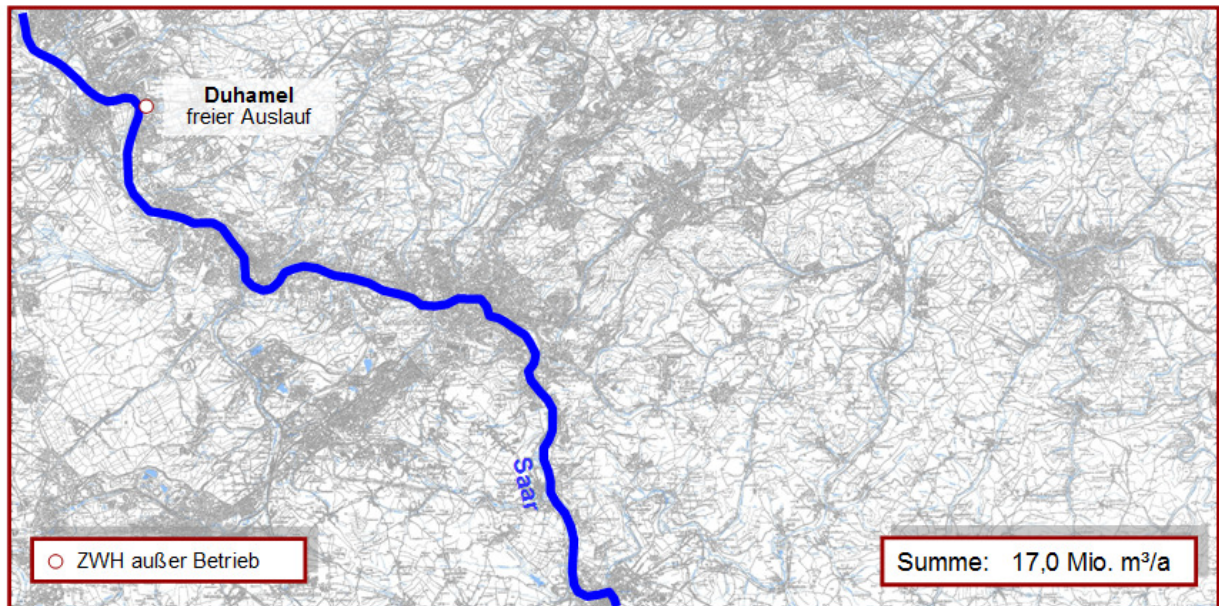 Duhamel
freier Auslauf
Saar
ZWH außer Betrieb
Summe: 17,0 Mio. m³/a